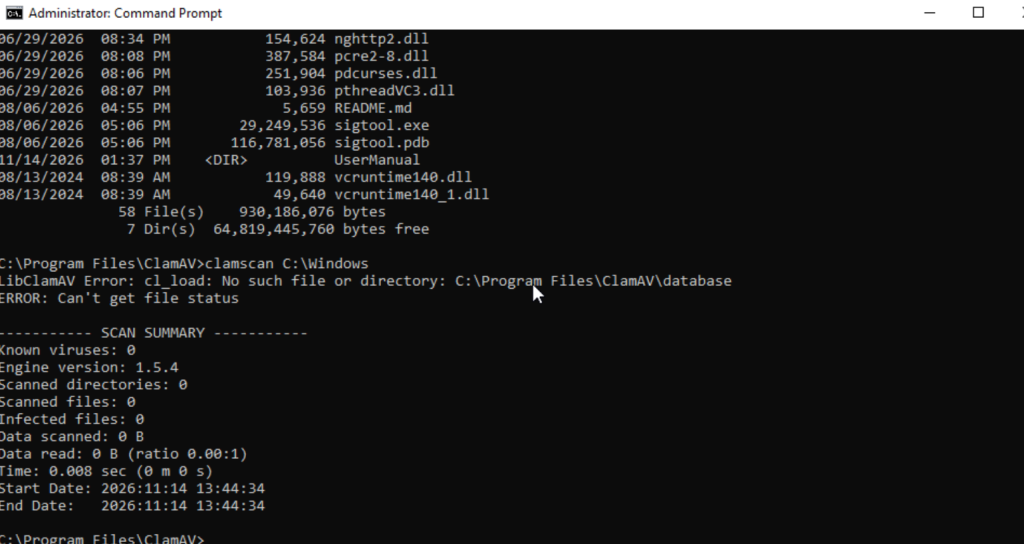 Administrator: Command Prompt
06/29/2026 08:34 PM 154,624 nghttp2.dll
06/29/2026 08:08 PM 387,584 pcre2-8.dll
06/29/2026 08:06 PM 251,904 pdcurses.dll
06/29/2026 08:07 PM 103,936 pthreadVC3.dll
08/06/2026 04:55 PM 5,659 README.md
08/06/2026 05:06 PM 29,249,536 sigtool.exe
08/06/2026 05:06 PM 116,781,056 sigtool.pdb
11/14/2026 01:37 PM <DIR> UserManual
08/13/2024 08:39 AM 119,888 vcruntime140.dll
08/13/2024 08:39 AM 49,640 vcruntime140_1.dll
58 File(s) 930,186,076 bytes
7 Dir(s) 64,819,445,760 bytes free
C:\Program Files\ClamAV>clamscan C:\Windows
LibClamAV Error: cl_load: No such file or directory: C:\Program Files\ClamAV\database
ERROR: Can't get file status
----------- SCAN SUMMARY -----------
Known viruses: 0
Engine version: 1.5.4
Scanned directories: 0
Scanned files: 0
Infected files: 0
Data scanned: 0 B
Data read: 0 B (ratio 0.00:1)
Time: 0.008 sec (0 m 0 s)
Start Date: 2026:11:14 13:44:34
End Date:   2026:11:14 13:44:34
C:\Program Files\ClamAV>